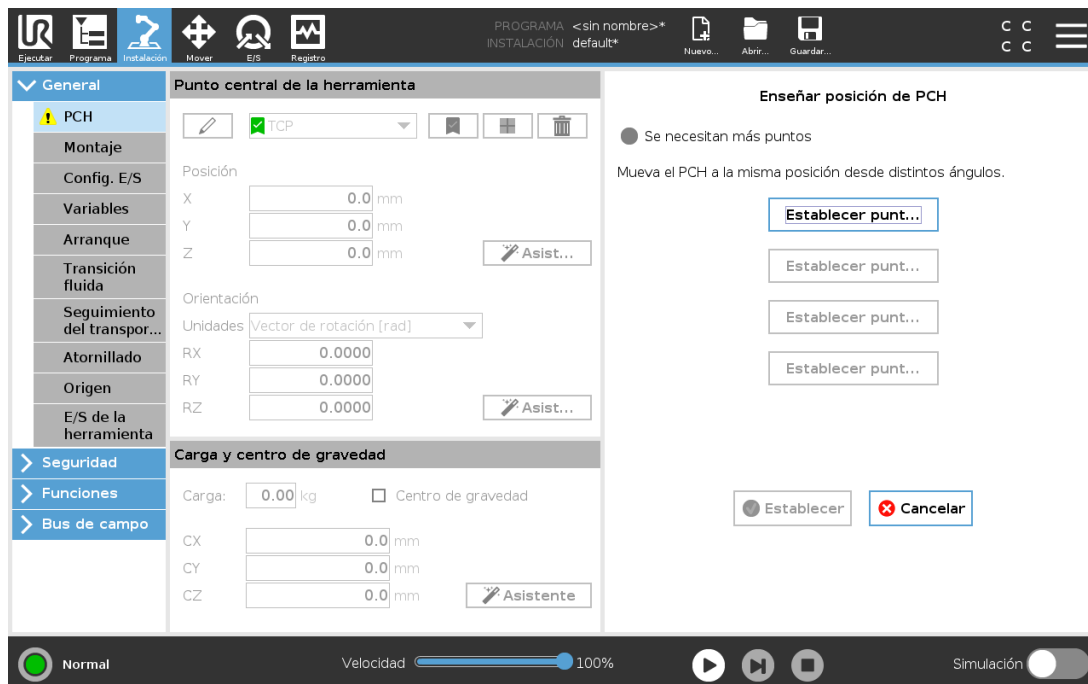 PROGRAMA <sin nombre>*
INSTALACIÓN default*
C C
C C
UR
Ejecutar
Programa
Instalación
Mover
E/S
Registro
Nuevo...
Abrir...
Guardar...
General
PCH
Montaje
Config. E/S
Variables
Arranque
Transición
fluida
Seguimiento
del transpor...
Atornillado
Origen
E/S de la
herramienta
Seguridad
Funciones
Bus de campo
Punto central de la herramienta
TCP
Posición
X 0.0 mm
Y 0.0 mm
Z 0.0 mm
Asist...
Orientación
Unidades Vector de rotación [rad]
RX 0.0000
RY 0.0000
RZ 0.0000
Asist...
Carga y centro de gravedad
Carga: 0.00 kg Centro de gravedad
CX 0.0 mm
CY 0.0 mm
CZ 0.0 mm
Asistente
Enseñar posición de PCH
Se necesitan más puntos
Mueva el PCH a la misma posición desde distintos ángulos.
Establecer punt...
Establecer punt...
Establecer punt...
Establecer punt...
Establecer
Cancelar
Normal
Velocidad 100%
Simulación